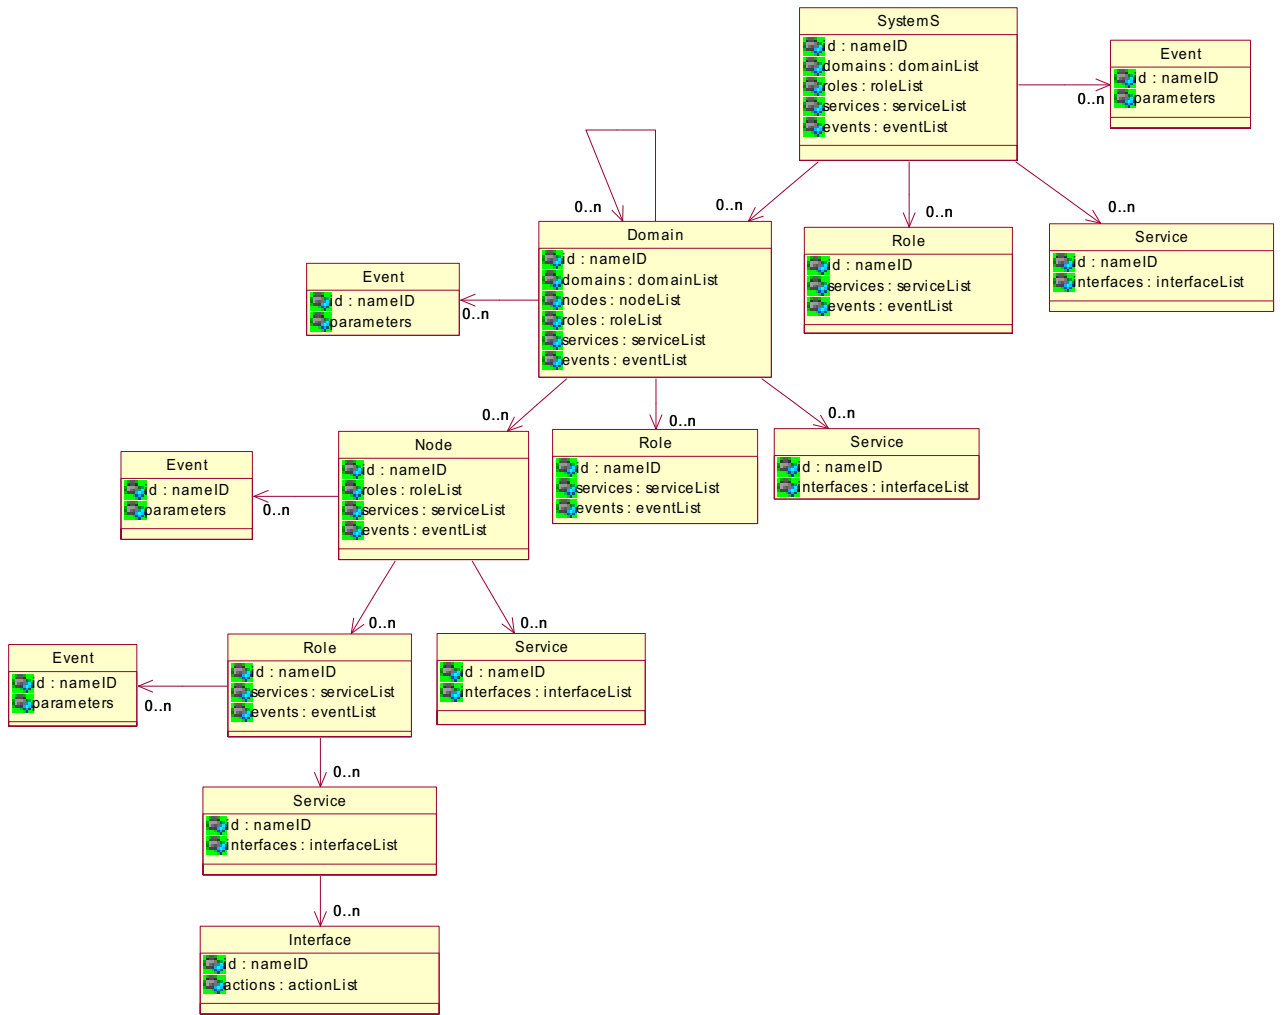 SystemS
id : nameID
domains : domainList
roles : roleList
services : serviceList
events : eventList
Event
id : nameID
parameters
0..n
0..n
0..n
0..n
0..n
Domain
id : nameID
domains : domainList
nodes : nodeList
roles : roleList
services : serviceList
events : eventList
Role
id : nameID
services : serviceList
events : eventList
Service
id : nameID
interfaces : interfaceList
Event
id : nameID
parameters
0..n
0..n
0..n
0..n
Node
id : nameID
roles : roleList
services : serviceList
events : eventList
Role
id : nameID
services : serviceList
events : eventList
Service
id : nameID
interfaces : interfaceList
Event
id : nameID
parameters
0..n
0..n
0..n
Role
id : nameID
services : serviceList
events : eventList
Service
id : nameID
interfaces : interfaceList
Event
id : nameID
parameters
0..n
0..n
Service
id : nameID
interfaces : interfaceList
0..n
Interface
id : nameID
actions : actionList